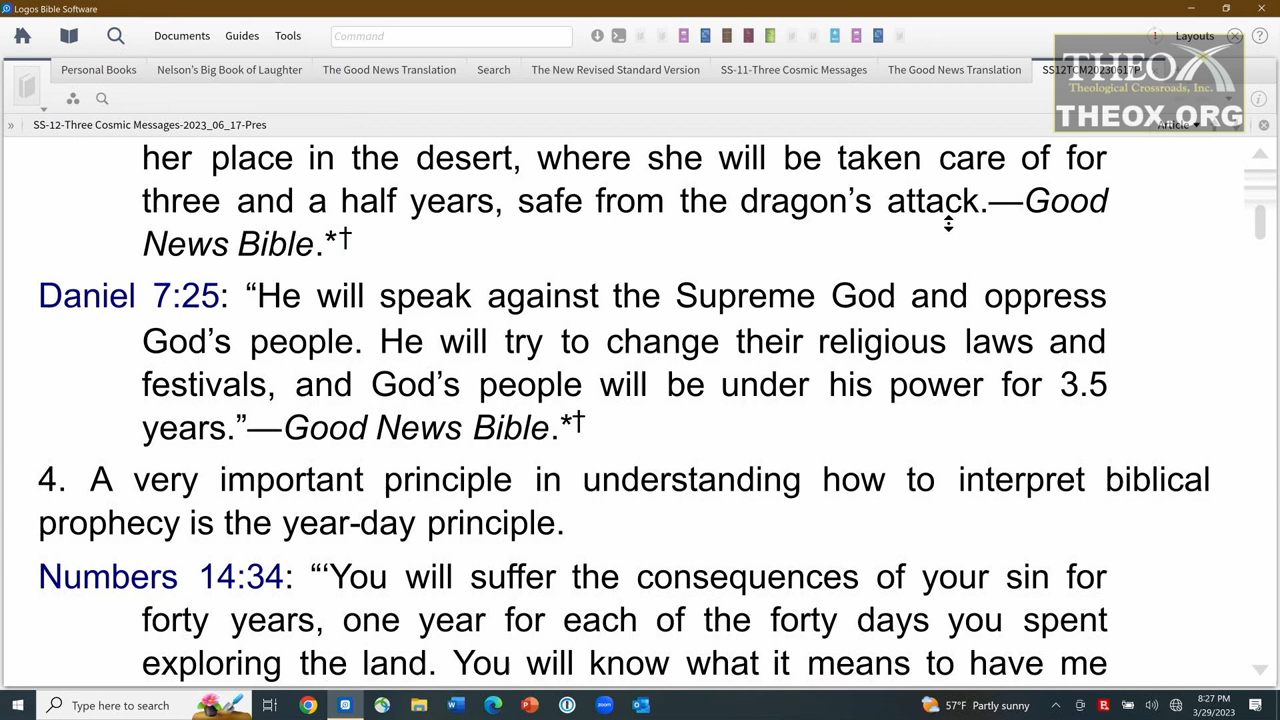 Logos Bible Software
Documents Guides Tools Command Layouts
Personal Books Nelson's Big Book of Laughter Search The New Revised Standard Version SS-11-Three Cosmic Messages The Good News Translation SS12TCM20230617P
THEOX
Theological Crossroads, Inc.
THEOX.ORG
SS-12-Three Cosmic Messages-2023_06_17-Pres Article
her place in the desert, where she will be taken care of for
three and a half years, safe from the dragon’s attack.—Good
News Bible.*†
Daniel 7:25: “He will speak against the Supreme God and oppress
God’s people. He will try to change their religious laws and
festivals, and God’s people will be under his power for 3.5
years.”—Good News Bible.*†
4. A very important principle in understanding how to interpret biblical
prophecy is the year-day principle.
Numbers 14:34: “‘You will suffer the consequences of your sin for
forty years, one year for each of the forty days you spent
exploring the land. You will know what it means to have me
Type here to search 57°F Partly sunny 8:27 PM
3/29/2023